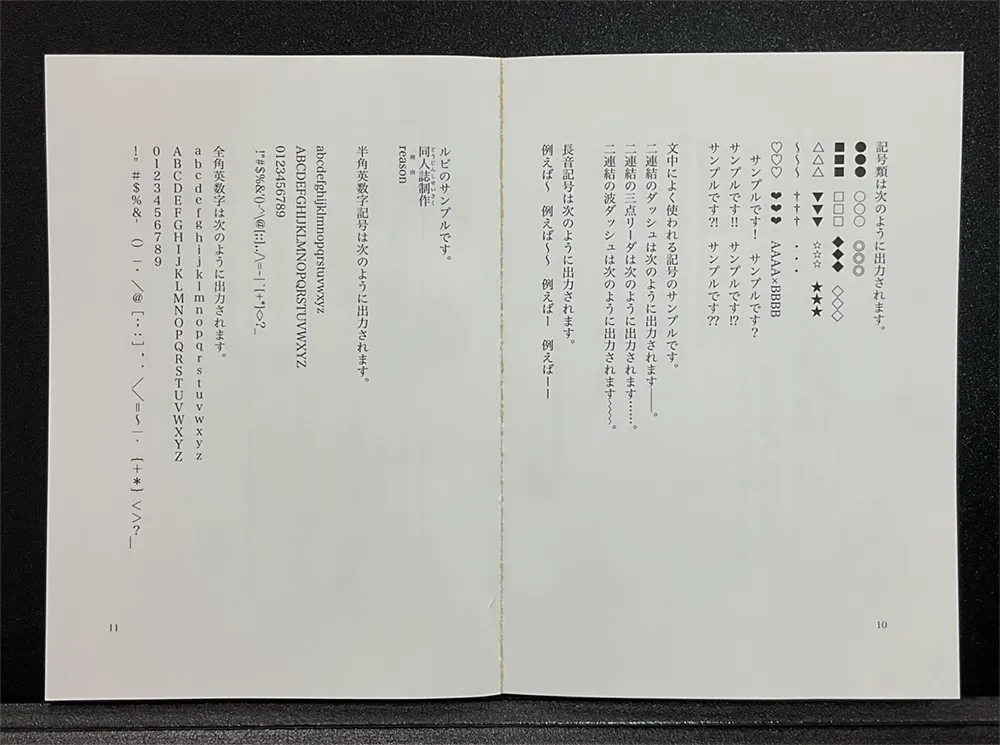 記号類は次のように出力されます。
●●● ○○○ ◎◎◎
■■■ □□□ ◆◆◆ ◇◇◇
△△△ ▼▼▼ ☆☆☆ ★★★
～～～ ††† ・・・
♡♡♡ ❤❤❤ AAAA×BBBB
サンプルです！ サンプルです？
サンプルです!! サンプルです!?
サンプルです?! サンプルです??
文中によく使われる記号のサンプルです。
二連結のダッシュは次のように出力されます――。
二連結の三点リーダは次のように出力されます……。
二連結の波ダッシュは次のように出力されます～～。
長音記号は次のように出力されます。
例えば～ 例えば～～ 例えばー 例えばーー
10
ルビのサンプルです。
どうじんしせいさく
同人誌制作
理由
reason
半角英数字記号は次のように出力されます。
abcdefghijklmnopqrstuvwxyz
ABCDEFGHIJKLMNOPQRSTUVWXYZ
0123456789
!"#$%&'()-^\@[;:],./\=~|`{+*}<>?_
全角英数字は次のように出力されます。
ａｂｃｄｅｆｇｈｉｊｋｌｍｎｏｐｑｒｓｔｕｖｗｘｙｚ
ＡＢＣＤＥＦＧＨＩＪＫＬＭＮＯＰＱＲＳＴＵＶＷＸＹＺ
０１２３４５６７８９
！＂＃＄％＆＇（）－＾＼＠［；：］，．／＼＝～｜｀｛＋＊｝＜＞？＿
11